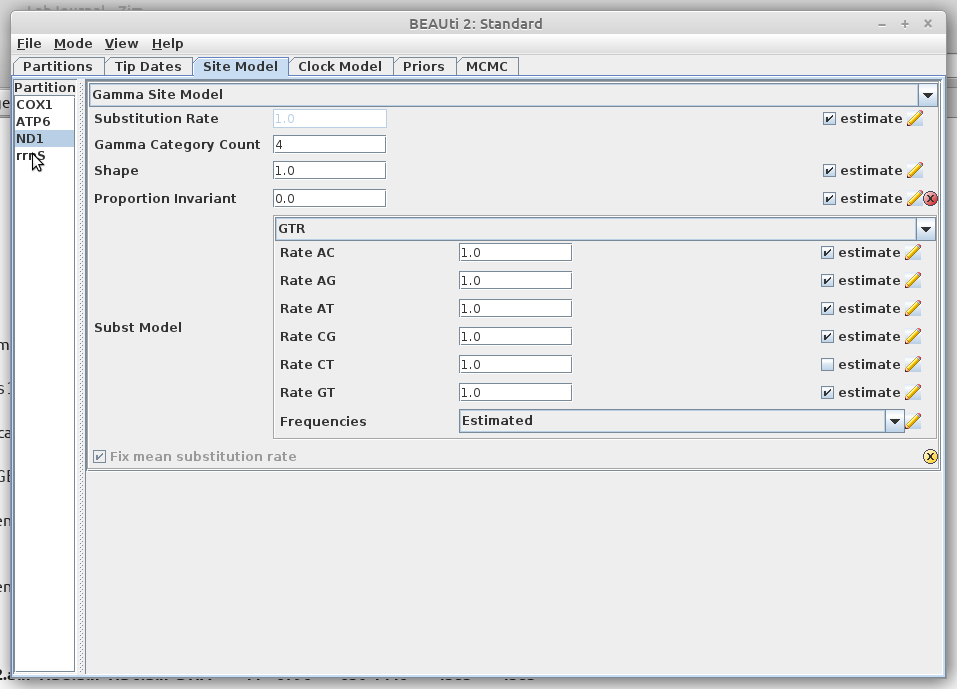 BEAUti 2: Standard
File Mode View Help
Partitions Tip Dates Site Model Clock Model Priors MCMC
Partition
COX1
ATP6
ND1
Gamma Site Model
Substitution Rate 1.0 estimate
Gamma Category Count 4
Shape 1.0 estimate
Proportion Invariant 0.0 estimate
Subst Model
GTR
Rate AC 1.0 estimate
Rate AG 1.0 estimate
Rate AT 1.0 estimate
Rate CG 1.0 estimate
Rate CT 1.0 estimate
Rate GT 1.0 estimate
Frequencies Estimated
Fix mean substitution rate